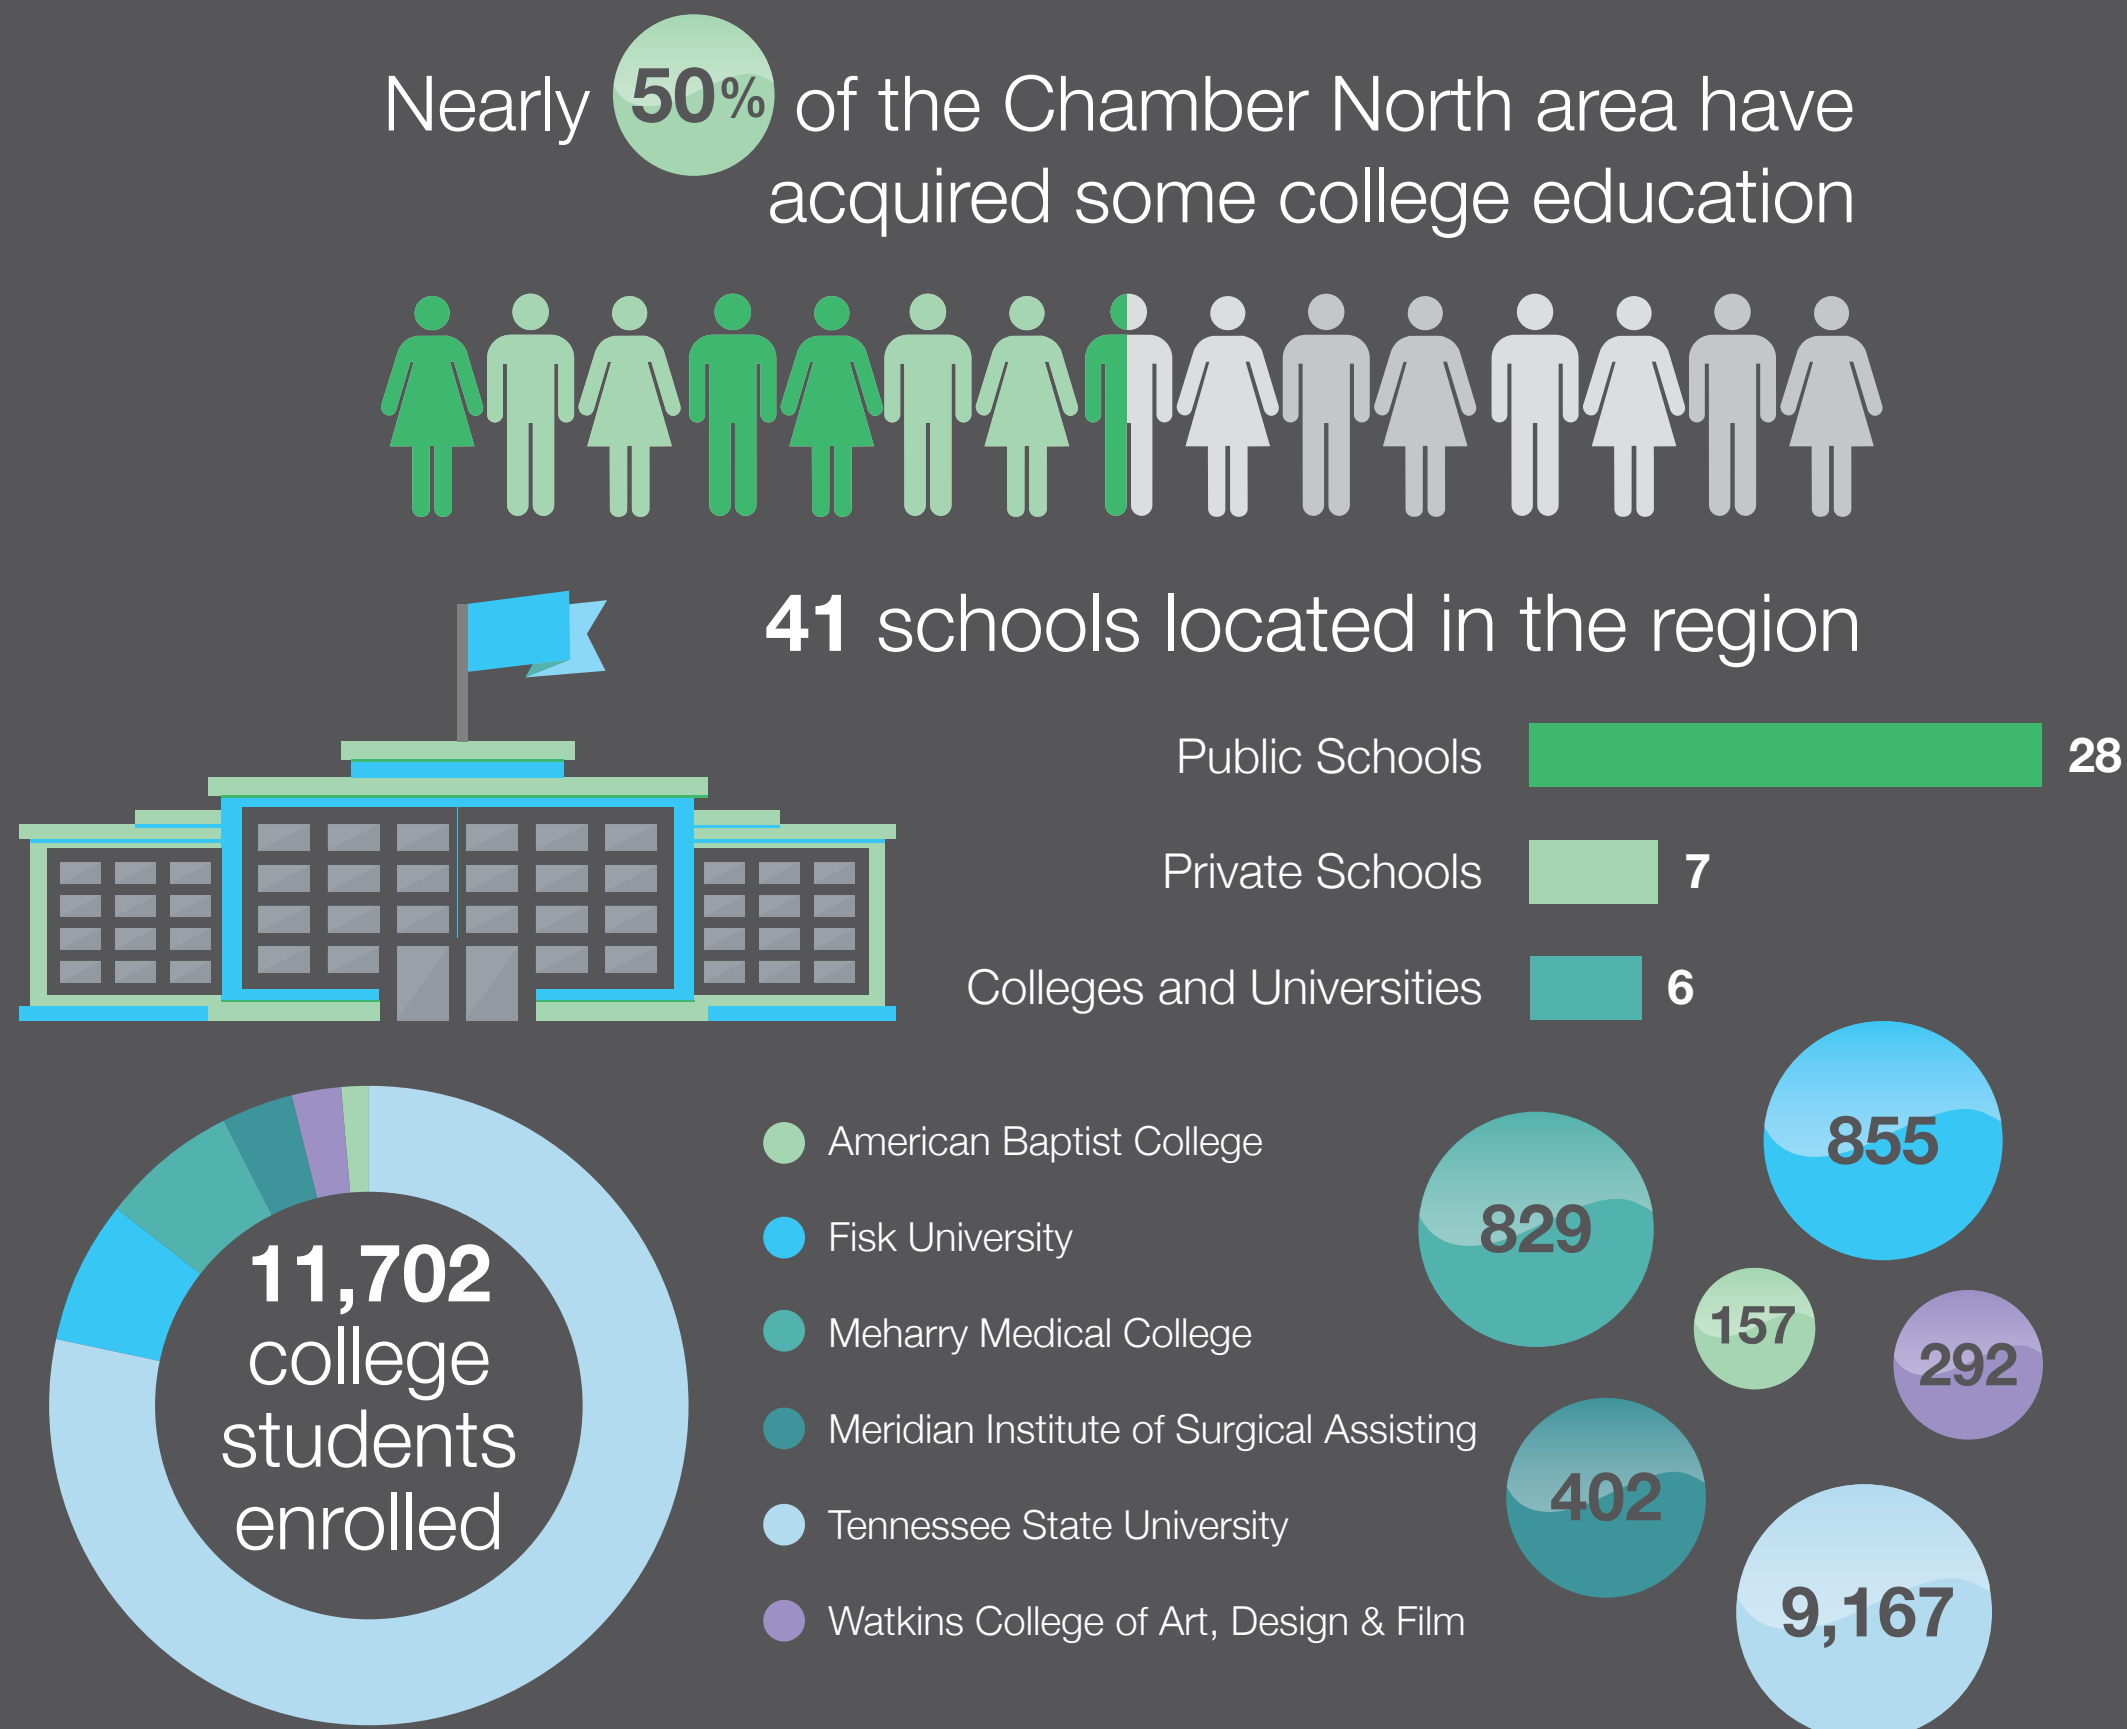 Nearly 50% of the Chamber North area have
acquired some college education
41 schools located in the region
Public Schools 28
Private Schools 7
Colleges and Universities 6
11,702
college
students
enrolled
American Baptist College
Fisk University
Meharry Medical College
Meridian Institute of Surgical Assisting
Tennessee State University
Watkins College of Art, Design & Film
855
829
157
292
402
9,167